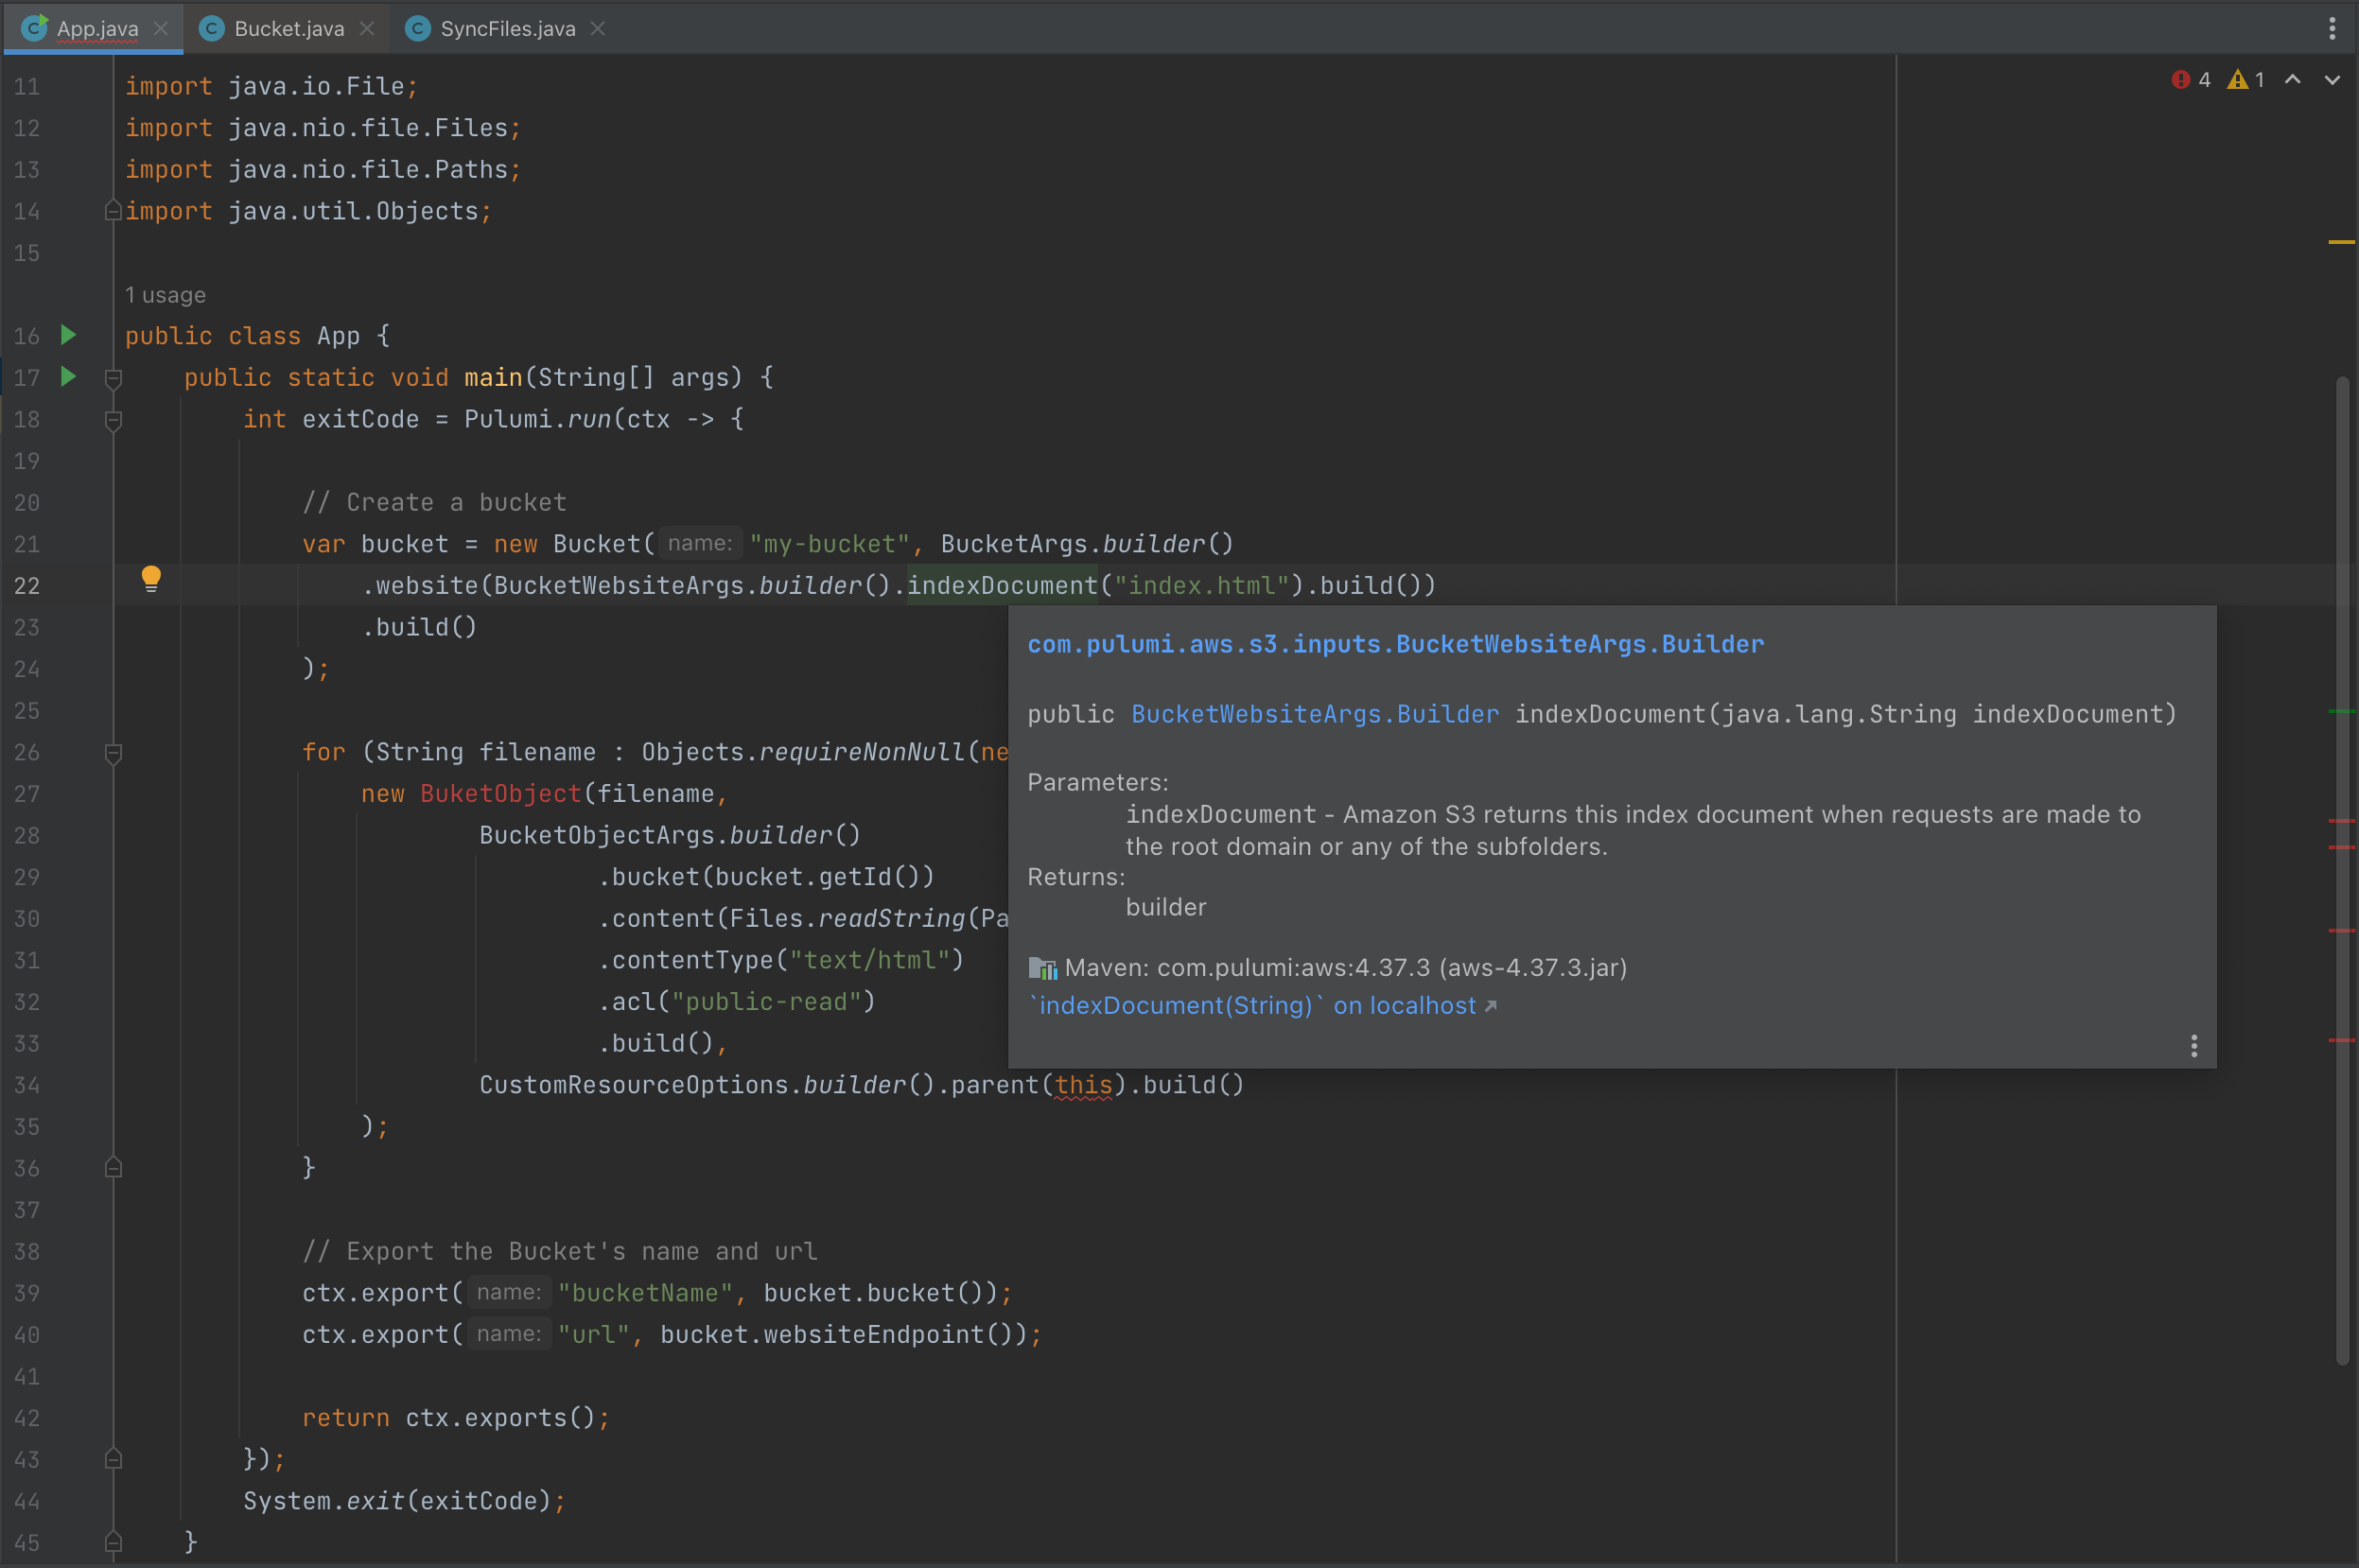 App.java Bucket.java SyncFiles.java
4 1
11 import java.io.File;
12 import java.nio.file.Files;
13 import java.nio.file.Paths;
14 import java.util.Objects;
15
1 usage
16 public class App {
17 public static void main(String[] args) {
18 int exitCode = Pulumi.run(ctx -> {
19
20 // Create a bucket
21 var bucket = new Bucket( name: "my-bucket", BucketArgs.builder()
22 .website(BucketWebsiteArgs.builder().indexDocument("index.html").build())
23 .build()
24 );
25
26 for (String filename : Objects.requireNonNull(ne
27 new BuketObject(filename,
28 BucketObjectArgs.builder()
29 .bucket(bucket.getId())
30 .content(Files.readString(Pa
31 .contentType("text/html")
32 .acl("public-read")
33 .build(),
34 CustomResourceOptions.builder().parent(this).build()
35 );
36 }
37
38 // Export the Bucket's name and url
39 ctx.export( name: "bucketName", bucket.bucket());
40 ctx.export( name: "url", bucket.websiteEndpoint());
41
42 return ctx.exports();
43 });
44 System.exit(exitCode);
45 }
com.pulumi.aws.s3.inputs.BucketWebsiteArgs.Builder
public BucketWebsiteArgs.Builder indexDocument(java.lang.String indexDocument)
Parameters:
indexDocument – Amazon S3 returns this index document when requests are made to
the root domain or any of the subfolders.
Returns:
builder
Maven: com.pulumi:aws:4.37.3 (aws-4.37.3.jar)
`indexDocument(String)` on localhost